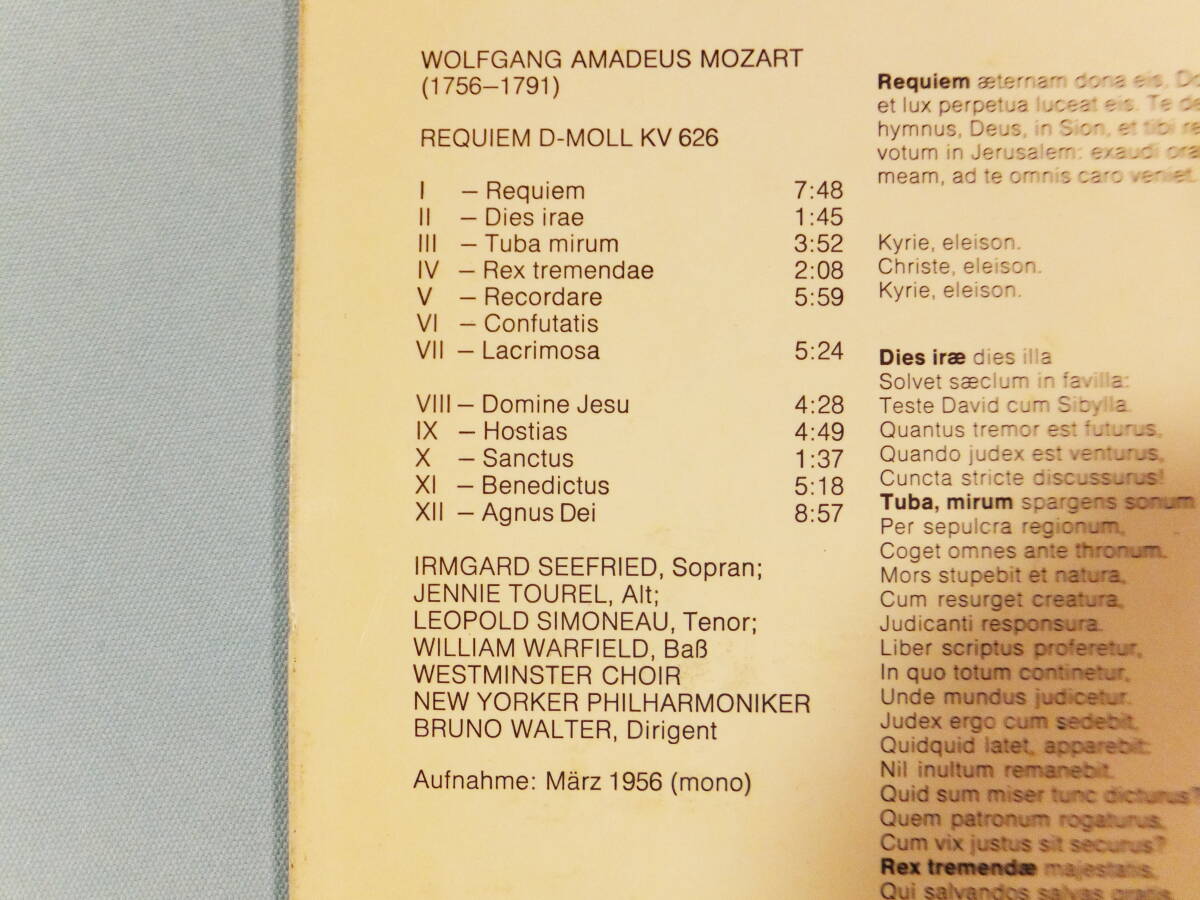 WOLFGANG AMADEUS MOZART
(1756–1791)
REQUIEM D-MOLL KV 626
I – Requiem 7:48
II – Dies irae 1:45
III – Tuba mirum 3:52
IV – Rex tremendae 2:08
V – Recordare 5:59
VI – Confutatis
VII – Lacrimosa 5:24
VIII – Domine Jesu 4:28
IX – Hostias 4:49
X – Sanctus 1:37
XI – Benedictus 5:18
XII – Agnus Dei 8:57
IRMGARD SEEFRIED, Sopran;
JENNIE TOUREL, Alt;
LEOPOLD SIMONEAU, Tenor;
WILLIAM WARFIELD, Baß
WESTMINSTER CHOIR
NEW YORKER PHILHARMONIKER
BRUNO WALTER, Dirigent
Aufnahme: März 1956 (mono)
Requiem æternam dona eis,
et lux perpetua luceat eis. Te
hymnus, Deus, in Sion, et tibi
votum in Jerusalem: exaudi
meam, ad te omnis caro veniet.
Kyrie, eleison.
Christe, eleison.
Kyrie, eleison.
Dies iræ dies illa
Solvet sæclum in favilla:
Teste David cum Sibylla.
Quantus tremor est futurus,
Quando judex est venturus,
Cuncta stricte discussurus!
Tuba, mirum spargens sonum
Per sepulcra regionum,
Coget omnes ante thronum.
Mors stupebit et natura,
Cum resurget creatura,
Judicanti responsura.
Liber scriptus proferetur,
In quo totum continetur,
Unde mundus judicetur.
Judex ergo cum sedebit,
Quidquid latet, apparebit:
Nil inultum remanebit.
Quid sum miser tunc dicturus?
Quem patronum rogaturus,
Cum vix justus sit securus?
Rex tremendæ majestatis,
Qui salvandos salvas gratis,